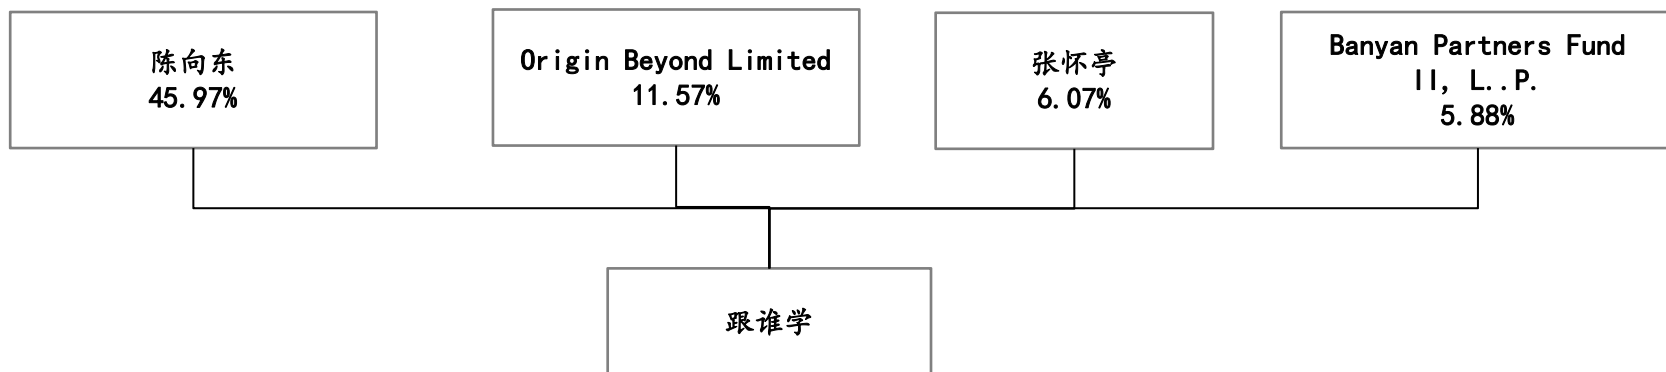 陈向东
45.97%
Origin Beyond Limited
11.57%
张怀亭
6.07%
Banyan Partners Fund
II, L..P.
5.88%
跟谁学